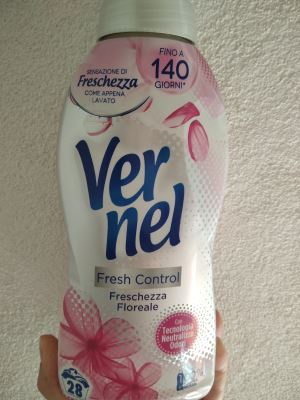 SENSAZIONE DI
Freschezza
COME APPENA
LAVATO
FINO A
140
GIORNI*
Ver
nel
Fresh Control
Freschezza
Floreale
Con
Tecnologia
Neutralizza
Odori
28